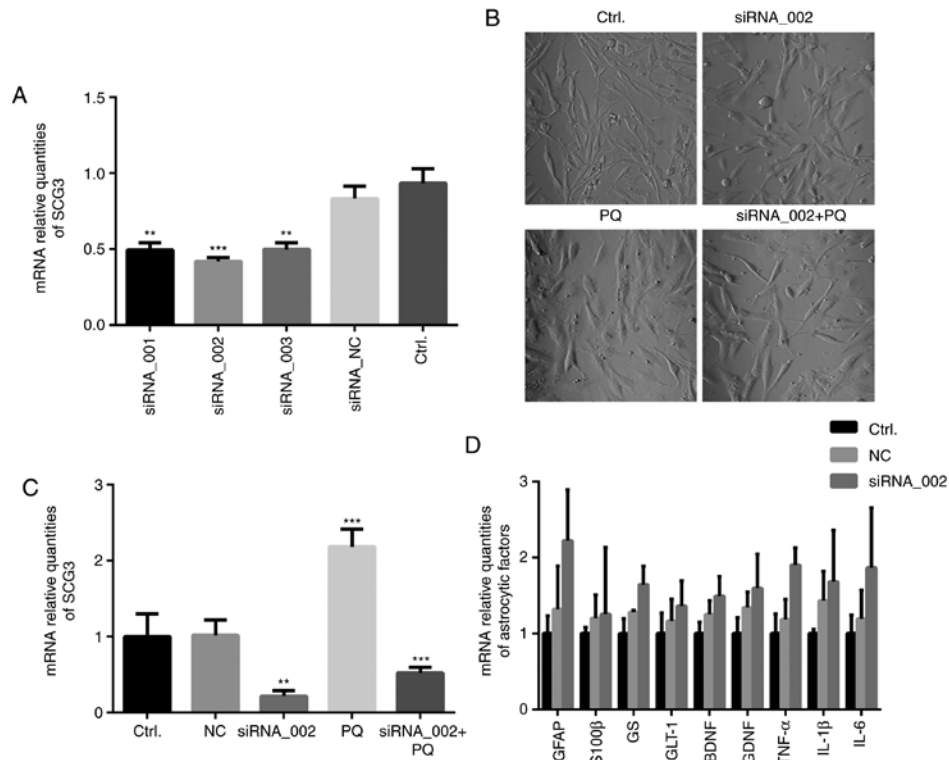 A
mRNA relative quantities
of SCG3
1.5
1.0
0.5
0.0
**
***
**
siRNA_001
siRNA_002
siRNA_003
siRNA_NC
Ctrl.
B
Ctrl.
siRNA_002
PQ
siRNA_002+PQ
C
mRNA relative quantities
of SCG3
3
2
1
0
**
***
***
Ctrl.
NC
siRNA_002
PQ
siRNA_002+
PQ
D
Ctrl.
NC
siRNA_002
mRNA relative quantities
of astrocytic factors
3
2
1
0
GFAP
S100β
GS
GLT-1
BDNF
GDNF
TNF-α
IL-1β
IL-6